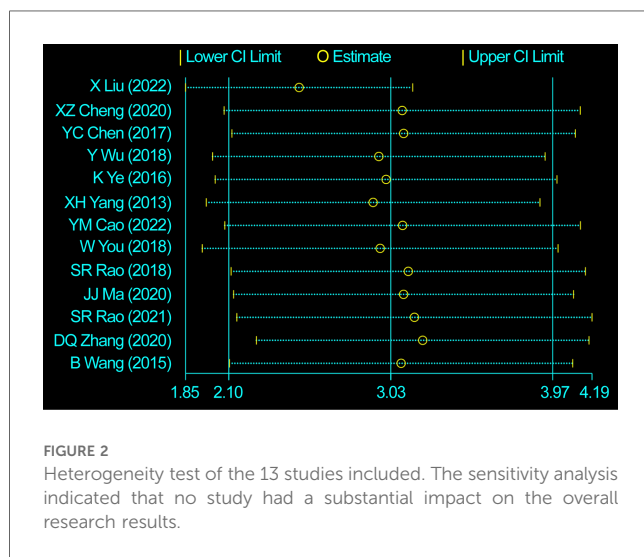 Lower CI Limit Estimate Upper CI Limit
X Liu (2022)
XZ Cheng (2020)
YC Chen (2017)
Y Wu (2018)
K Ye (2016)
XH Yang (2013)
YM Cao (2022)
W You (2018)
SR Rao (2018)
JJ Ma (2020)
SR Rao (2021)
DQ Zhang (2020)
B Wang (2015)
1.85 2.10 3.03 3.97 4.19
FIGURE 2
Heterogeneity test of the 13 studies included. The sensitivity analysis
indicated that no study had a substantial impact on the overall
research results.